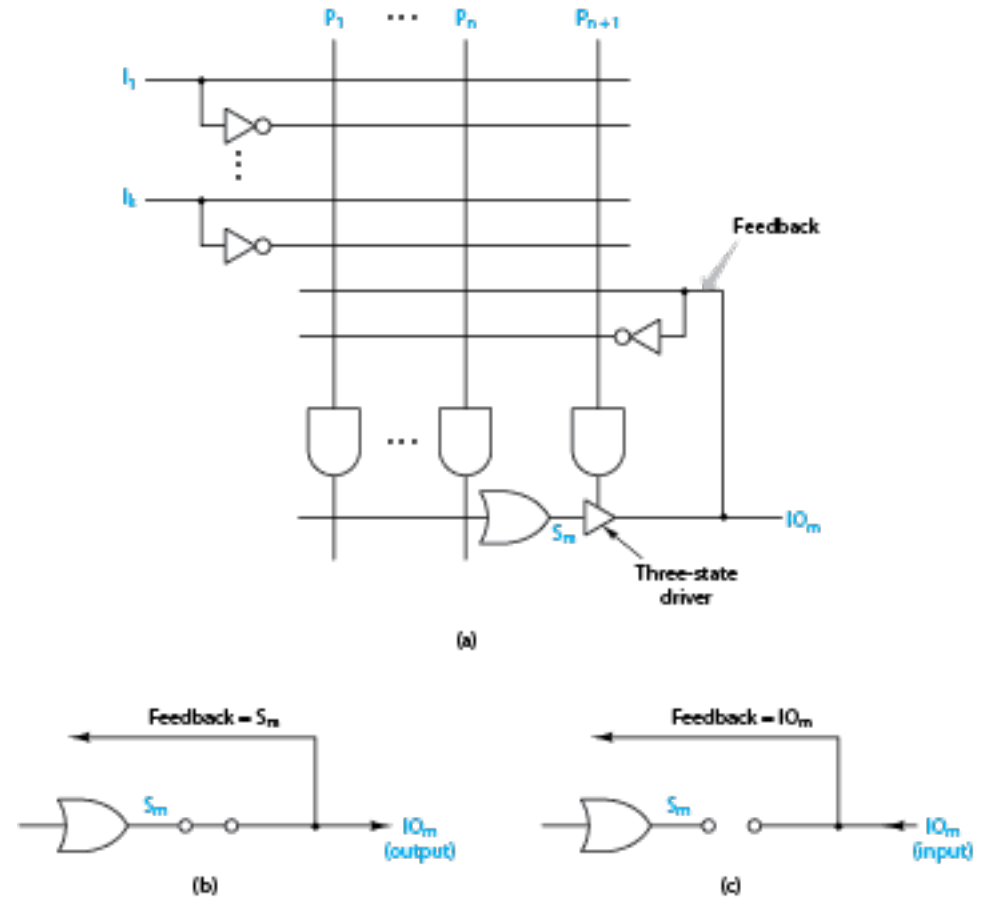 P₁ ··· Pₙ Pₙ₊₁
I₁
Iₖ
Feedback
Sₘ
IOₘ
Three-state
driver
(a)
Feedback = Sₘ
Sₘ
IOₘ
(output)
(b)
Feedback = IOₘ
Sₘ
IOₘ
(input)
(c)